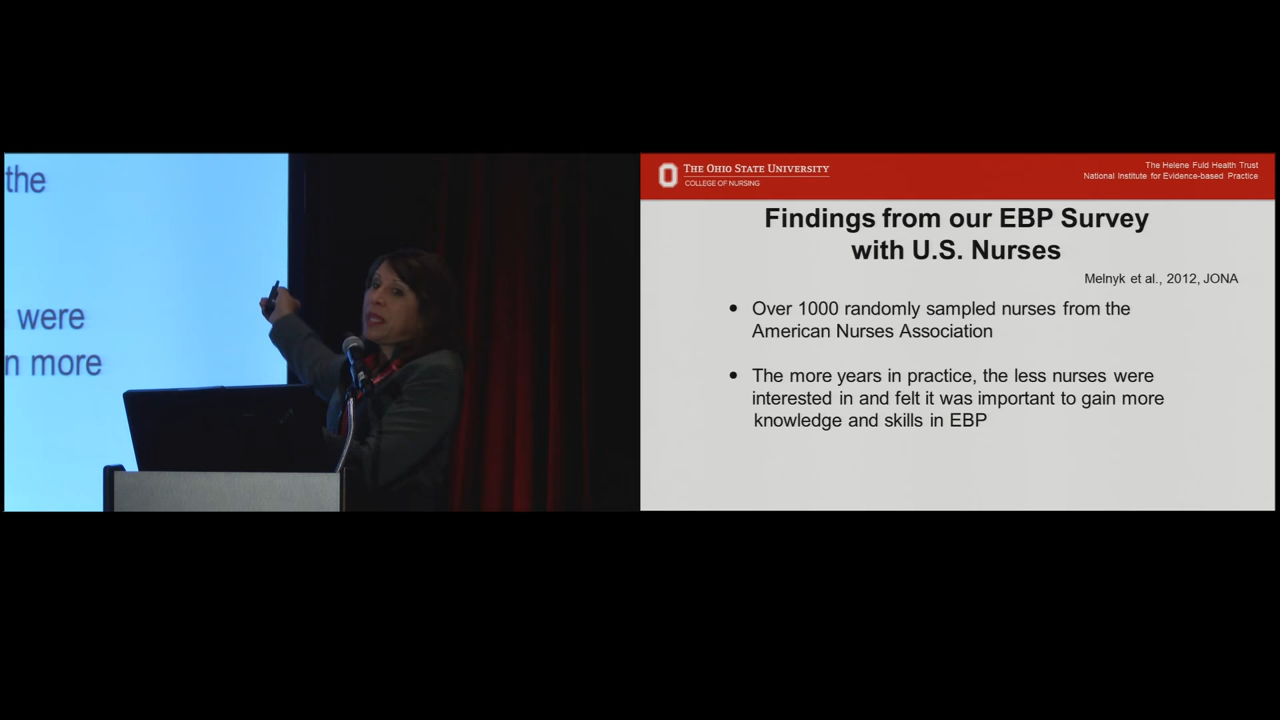 the
were
n more
THE OHIO STATE UNIVERSITY
COLLEGE OF NURSING
The Helene Fuld Health Trust
National Institute for Evidence-based Practice
Findings from our EBP Survey
with U.S. Nurses
Melnyk et al., 2012, JONA
• Over 1000 randomly sampled nurses from the
American Nurses Association
• The more years in practice, the less nurses were
interested in and felt it was important to gain more
knowledge and skills in EBP